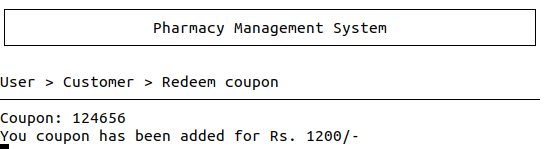 Pharmacy Management System
User > Customer > Redeem coupon
Coupon: 124656
You coupon has been added for Rs. 1200/-